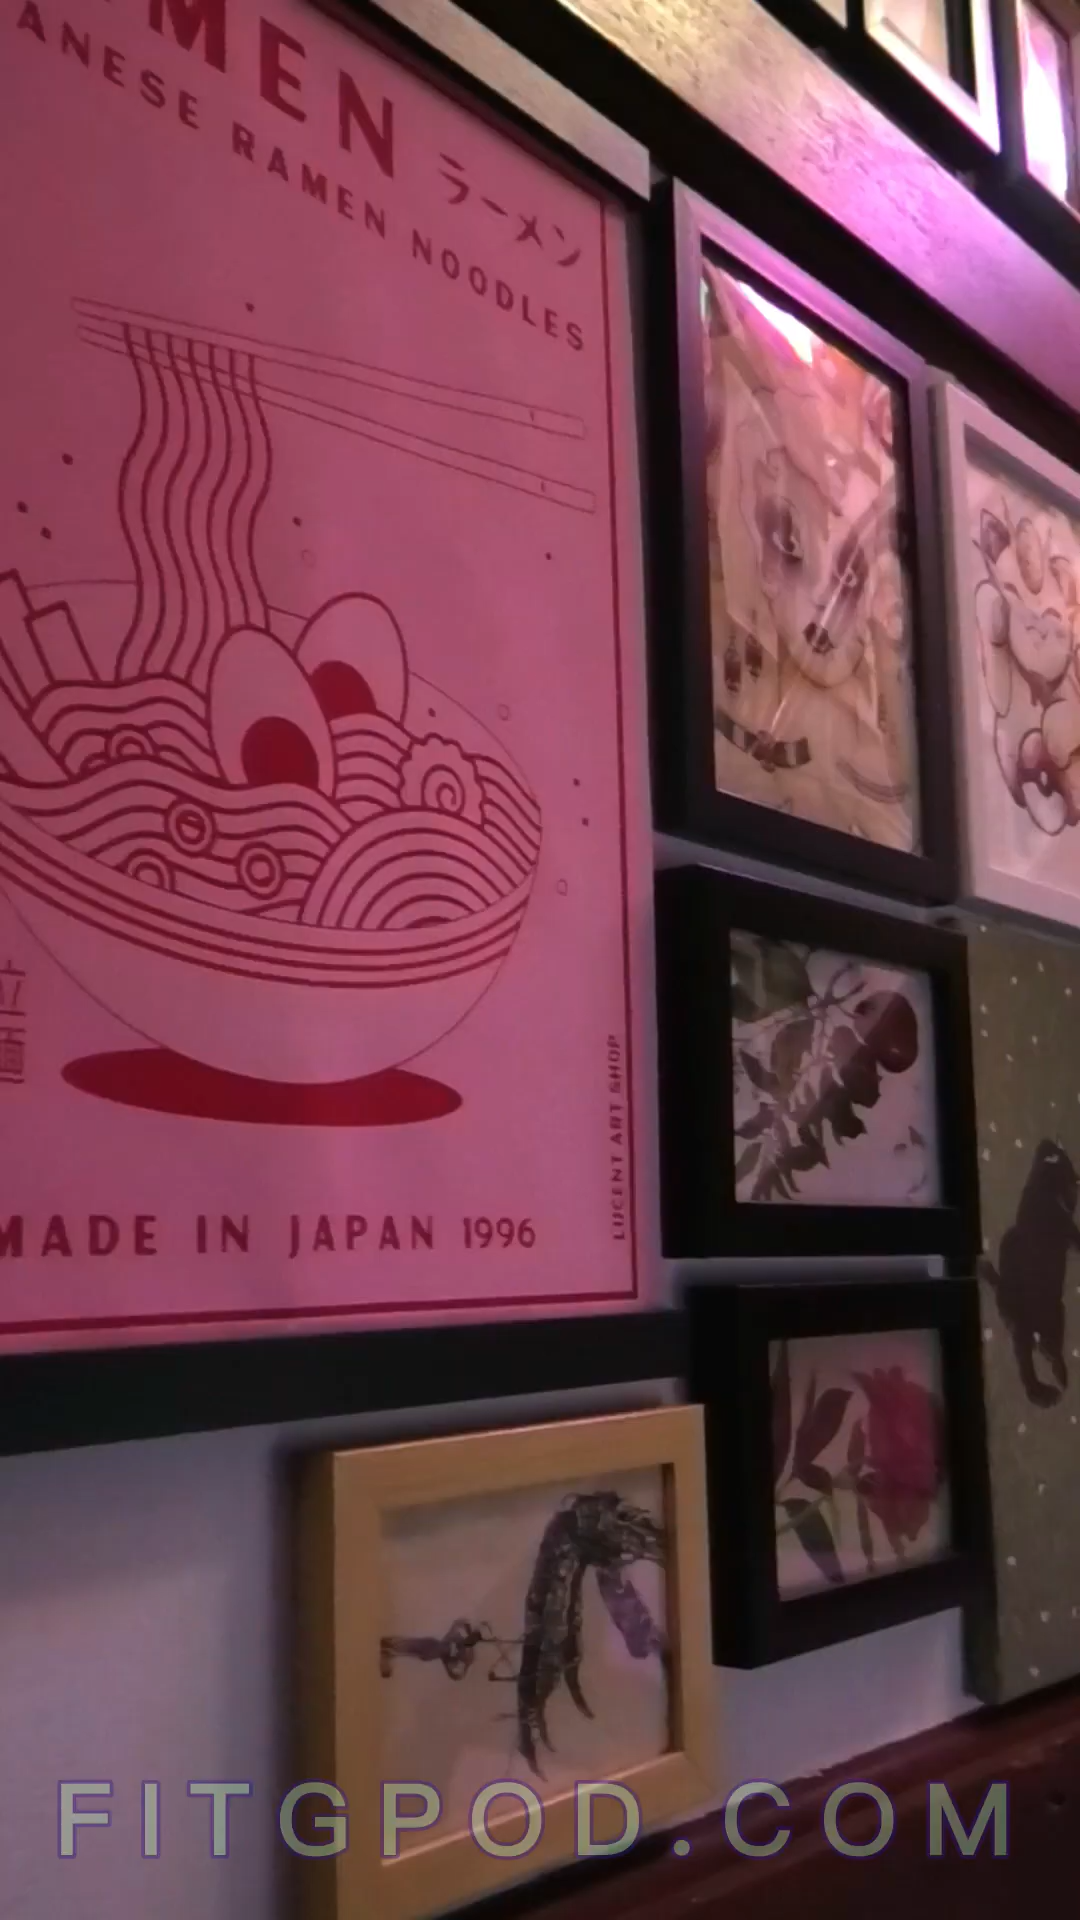 MEN ラーメン
ANESE RAMEN NOODLES
MADE IN JAPAN 1996
LUCENT ART SHOP
FITGPOD.COM